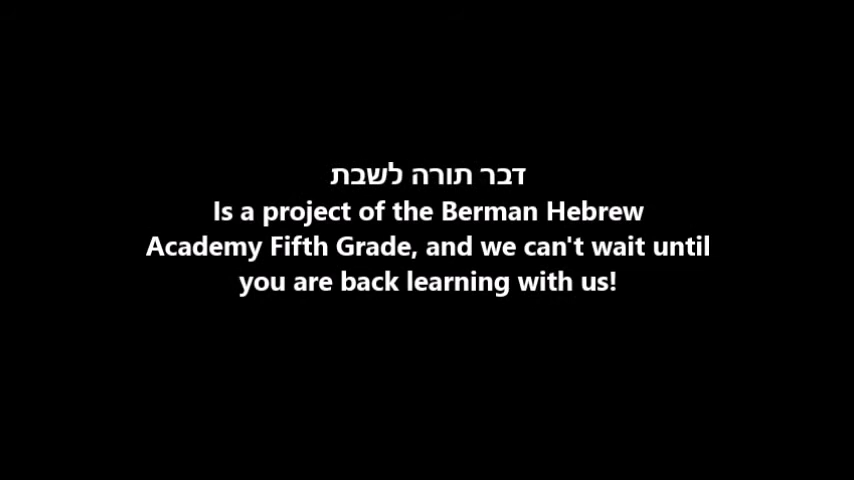 דבר תורה לשבת
Is a project of the Berman Hebrew
Academy Fifth Grade, and we can't wait until
you are back learning with us!